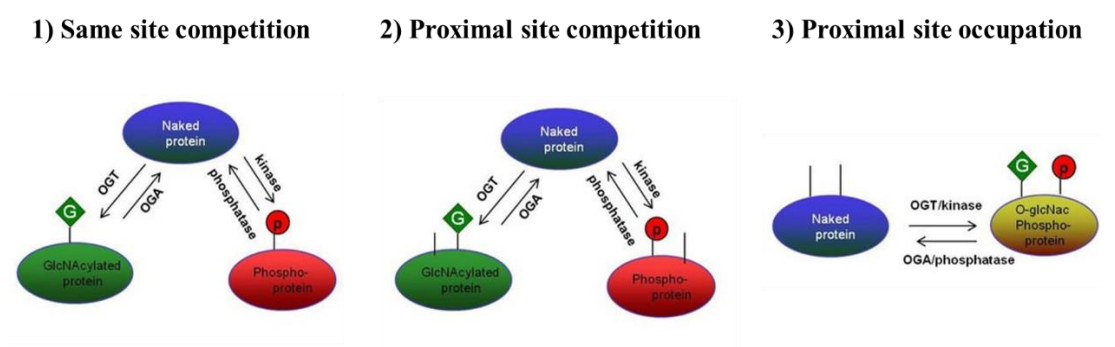 1) Same site competition
Naked
protein
OGT
OGA
phosphatase
kinase
G
GlcNAcylated
protein
p
Phospho-
protein
2) Proximal site competition
Naked
protein
OGT
OGA
phosphatase
kinase
G
GlcNAcylated
protein
p
Phospho-
protein
3) Proximal site occupation
Naked
protein
OGT/kinase
OGA/phosphatase
G
p
O-glcNac
Phospho-
protein